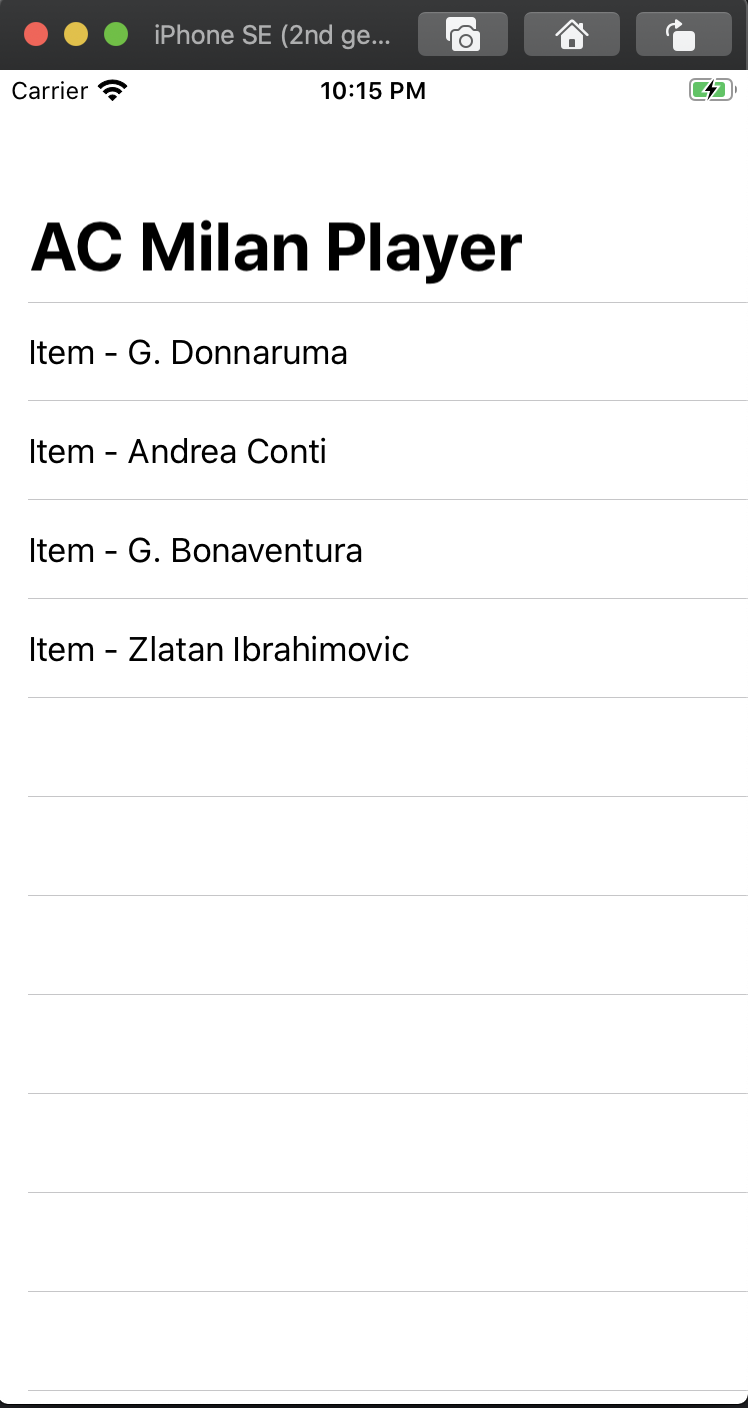 iPhone SE (2nd ge...
Carrier 10:15 PM
AC Milan Player
Item - G. Donnaruma
Item - Andrea Conti
Item - G. Bonaventura
Item - Zlatan Ibrahimovic